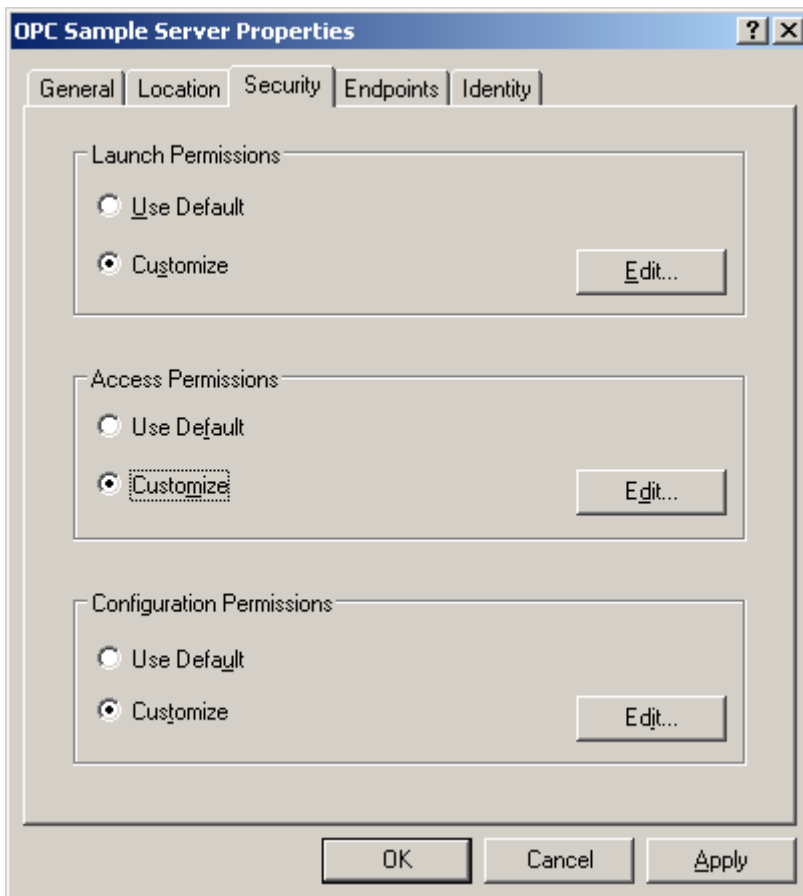 OPC Sample Server Properties
General Location Security Endpoints Identity
Launch Permissions
Use Default
Customize
Edit...
Access Permissions
Use Default
Customize
Edit...
Configuration Permissions
Use Default
Customize
Edit...
OK Cancel Apply